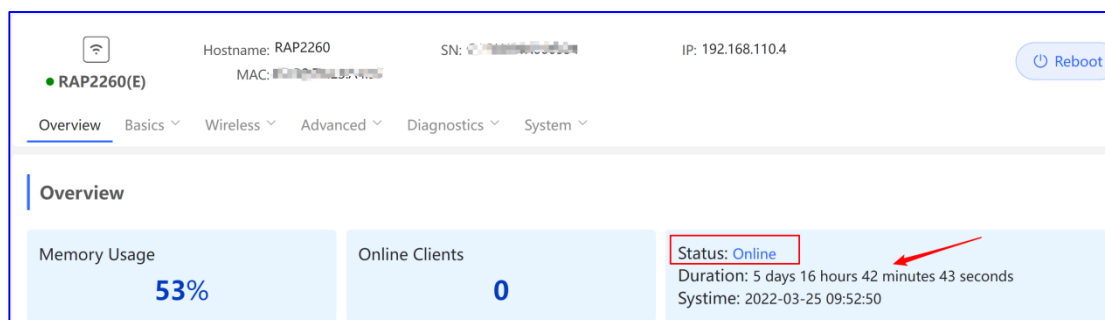 Hostname: RAP2260 SN: IP: 192.168.110.4
Reboot
RAP2260(E) MAC:
Overview Basics Wireless Advanced Diagnostics System
Overview
Memory Usage
53%
Online Clients
0
Status: Online
Duration: 5 days 16 hours 42 minutes 43 seconds
Systime: 2022-03-25 09:52:50